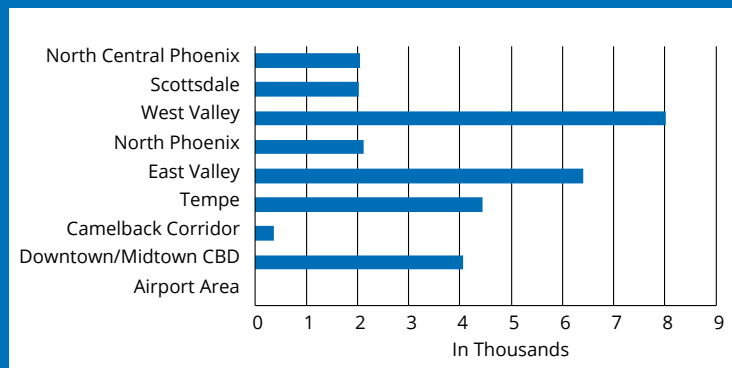 North Central Phoenix
Scottsdale
West Valley
North Phoenix
East Valley
Tempe
Camelback Corridor
Downtown/Midtown CBD
Airport Area
0 1 2 3 4 5 6 7 8 9
In Thousands